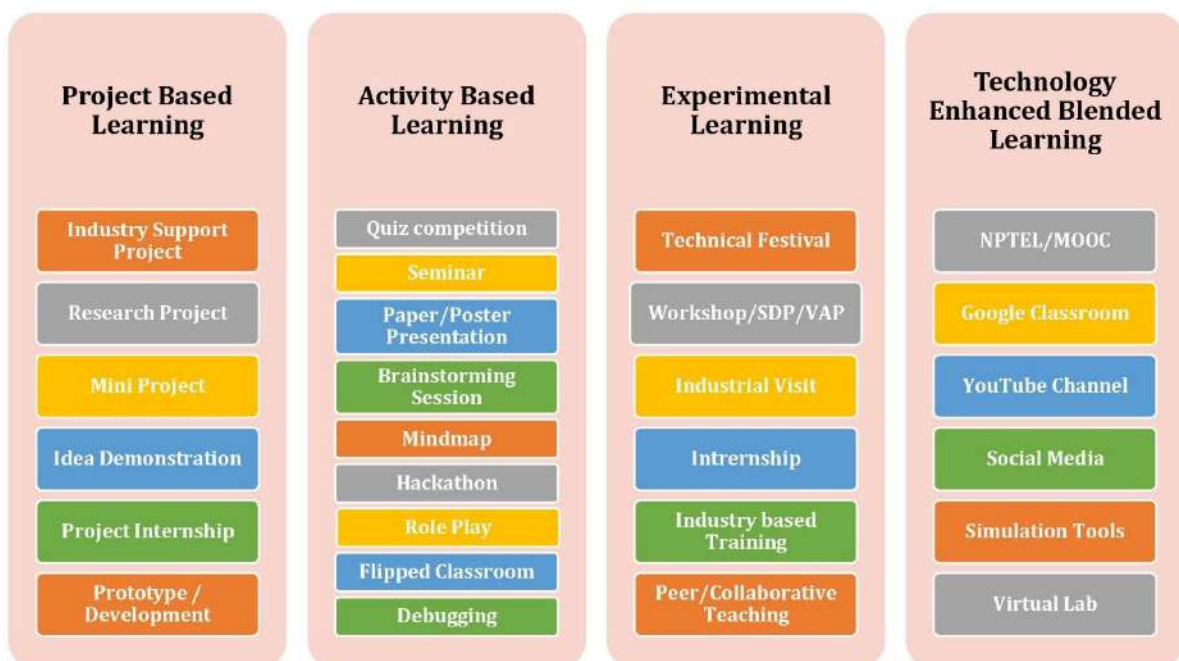 Project Based
Learning
Industry Support
Project
Research Project
Mini Project
Idea Demonstration
Project Internship
Prototype /
Development
Activity Based
Learning
Quiz competition
Seminar
Paper/Poster
Presentation
Brainstorming
Session
Mindmap
Hackathon
Role Play
Flipped Classroom
Debugging
Experimental
Learning
Technical Festival
Workshop/SDP/VAP
Industrial Visit
Intrernship
Industry based
Training
Peer/Collaborative
Teaching
Technology
Enhanced Blended
Learning
NPTEL/MOOC
Google Classroom
YouTube Channel
Social Media
Simulation Tools
Virtual Lab